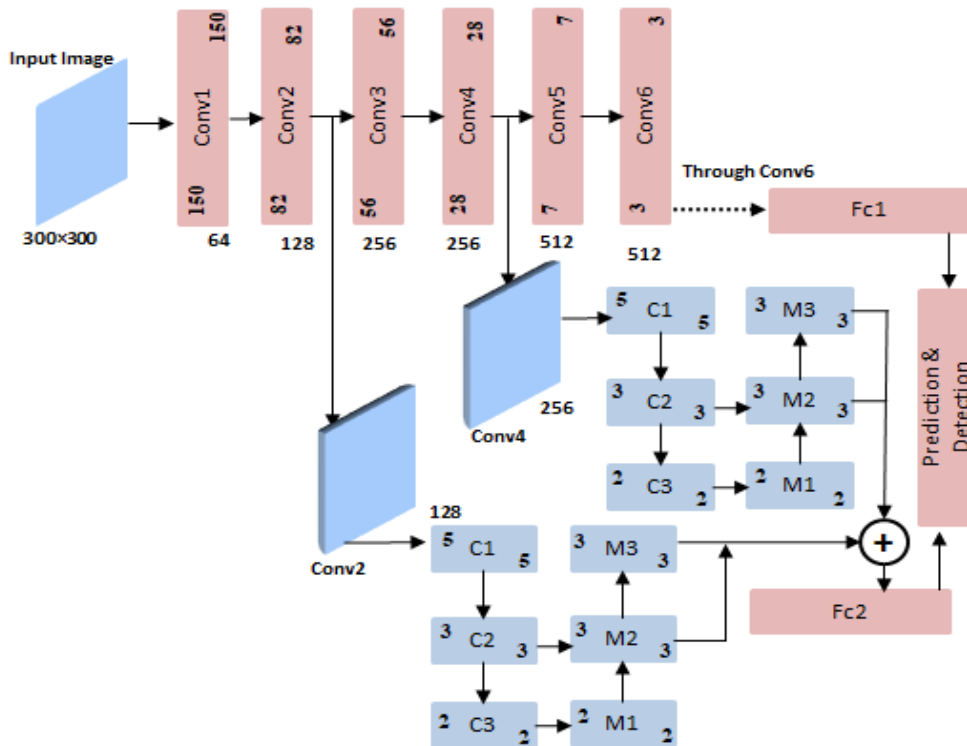 Input Image
300×300
150
Conv1
150
64
82
Conv2
82
128
56
Conv3
56
256
28
Conv4
28
256
7
Conv5
7
512
3
Conv6
3
512
Through Conv6
Fc1
Prediction &
Detection
256
Conv4
5 C1 5
3 M3 3
3 C2 3
3 M2 3
2 C3 2
2 M1 2
128
Conv2
5 C1 5
3 M3 3
3 C2 3
3 M2 3
2 C3 2
2 M1 2
+
Fc2